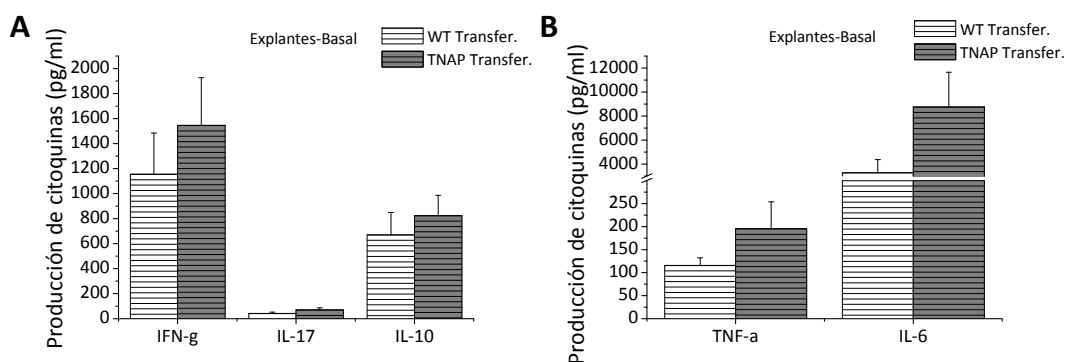 A
Explantes-Basal
WT Transfer.
TNAP Transfer.
Producción de citoquinas (pg/ml)
2000
1800
1600
1400
1200
1000
800
600
400
200
0
IFN-g
IL-17
IL-10
B
Explantes-Basal
WT Transfer.
TNAP Transfer.
Producción de citoquinas (pg/ml)
12000
10000
8000
6000
4000
250
200
150
100
50
0
TNF-a
IL-6